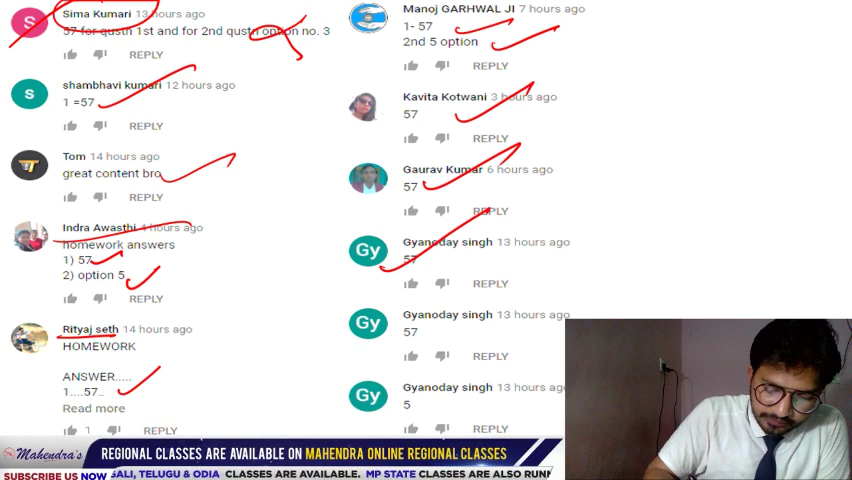 Sima Kumari 13 hours ago
57 for qustn 1st and for 2nd qustn option no. 3
REPLY
shambhavi kumari 12 hours ago
1 =57
REPLY
Tom 14 hours ago
great content bro
REPLY
Indra Awasthi 4 hours ago
homework answers
1) 57
2) option 5
REPLY
Rityaj seth 14 hours ago
HOMEWORK
ANSWER.....
1....57..
Read more
1 REPLY
Manoj GARHWAL JI 7 hours ago
1- 57
2nd 5 option
REPLY
Kavita Kotwani 3 hours ago
57
REPLY
Gaurav Kumar 6 hours ago
57
REPLY
Gyanoday singh 13 hours ago
57
REPLY
Gyanoday singh 13 hours ago
57
REPLY
Gyanoday singh 13 hours ago
5
REPLY
S
S
T
Gy
Gy
Gy
Mahendra's
REGIONAL CLASSES ARE AVAILABLE ON MAHENDRA ONLINE REGIONAL CLASSES
SUBSCRIBE US NOW
TELUGU & ODIA CLASSES ARE AVAILABLE. MP STATE CLASSES ARE ALSO